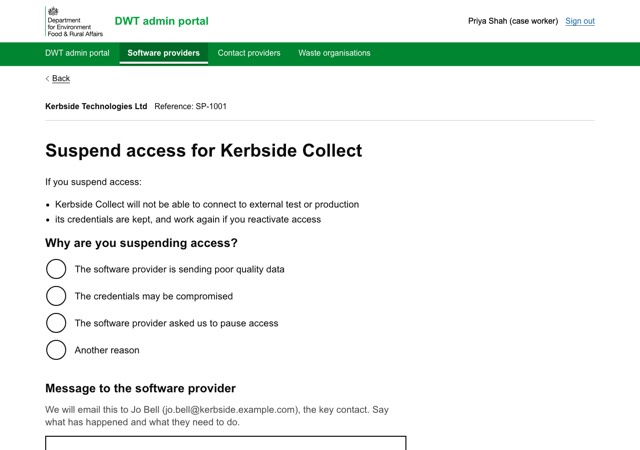 Department
for Environment
Food & Rural Affairs
DWT admin portal
Priya Shah (case worker) Sign out
DWT admin portal Software providers Contact providers Waste organisations
Back
Kerbside Technologies Ltd Reference: SP-1001
Suspend access for Kerbside Collect
If you suspend access:
• Kerbside Collect will not be able to connect to external test or production
• its credentials are kept, and work again if you reactivate access
Why are you suspending access?
The software provider is sending poor quality data
The credentials may be compromised
The software provider asked us to pause access
Another reason
Message to the software provider
We will email this to Jo Bell (jo.bell@kerbside.example.com), the key contact. Say
what has happened and what they need to do.